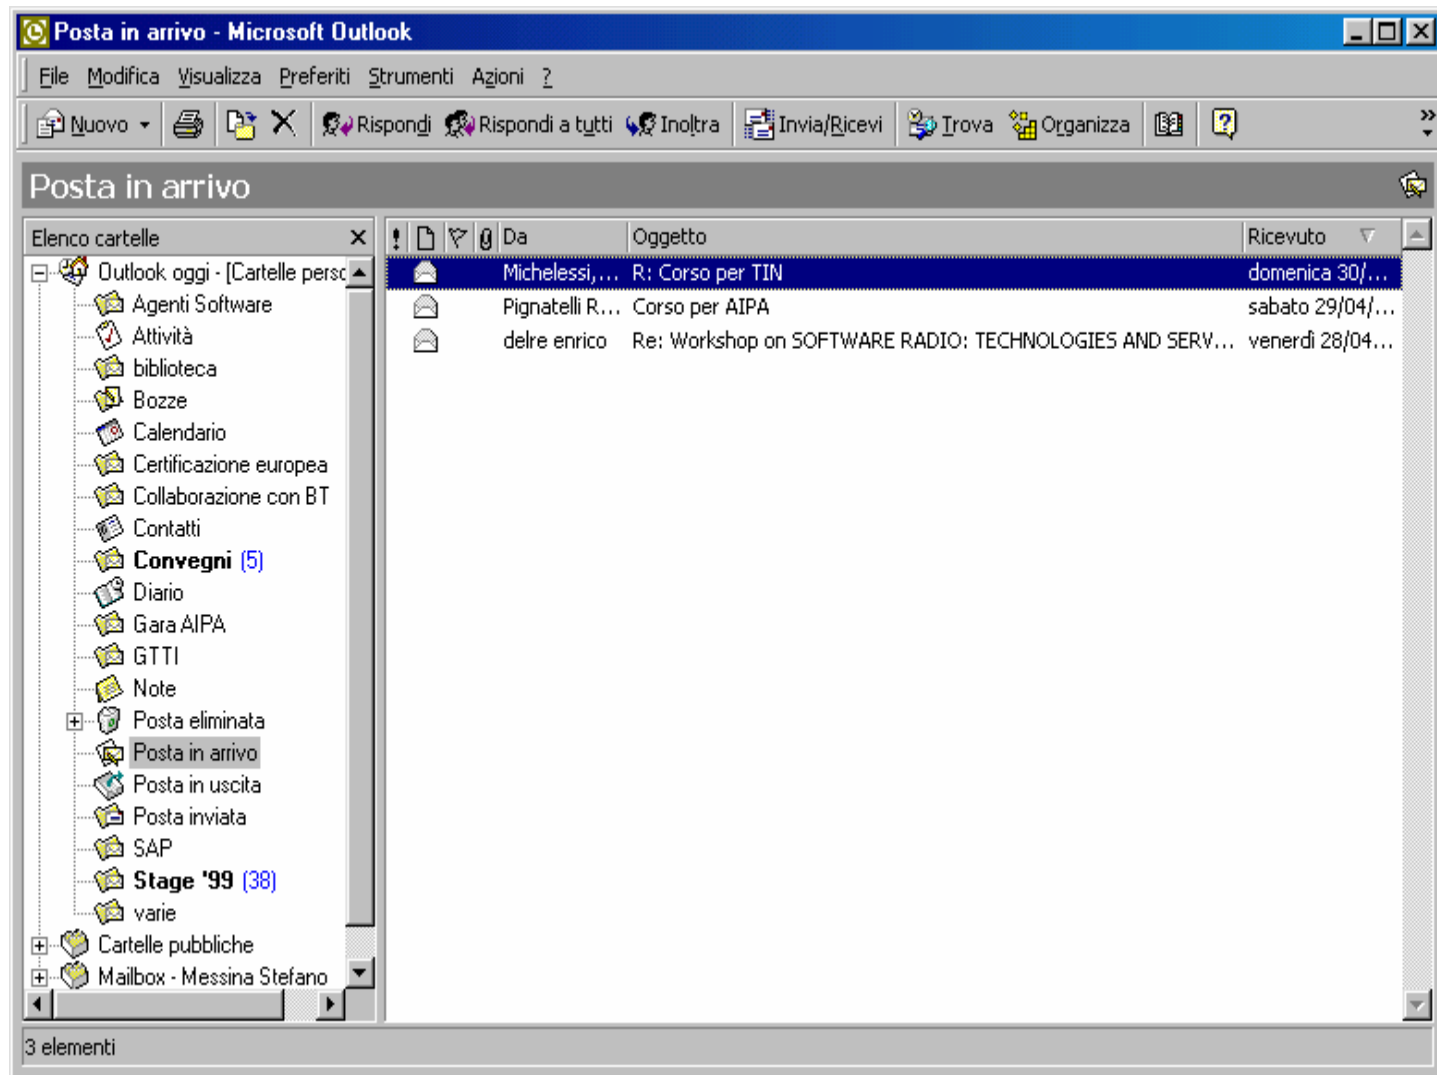 Posta in arrivo - Microsoft Outlook
File Modifica Visualizza Preferiti Strumenti Azioni ?
Nuovo Rispondi Rispondi a tutti Inoltra Invia/Ricevi Trova Organizza
Posta in arrivo
Elenco cartelle
! Da Oggetto Ricevuto
Outlook oggi - [Cartelle perso
Agenti Software
Attività
biblioteca
Bozze
Calendario
Certificazione europea
Collaborazione con BT
Contatti
Convegni (5)
Diario
Gara AIPA
GTTI
Note
Posta eliminata
Posta in arrivo
Posta in uscita
Posta inviata
SAP
Stage '99 (38)
varie
Cartelle pubbliche
Mailbox - Messina Stefano
Michelessi,... R: Corso per TIN domenica 30/...
Pignatelli R... Corso per AIPA sabato 29/04/...
delre enrico Re: Workshop on SOFTWARE RADIO: TECHNOLOGIES AND SERV... venerdì 28/04...
3 elementi